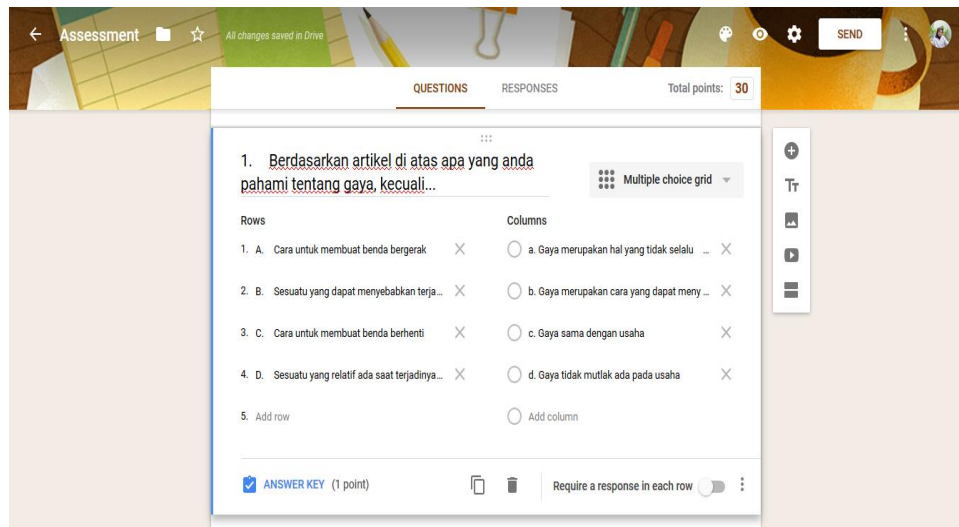 Assessment
All changes saved in Drive
SEND
QUESTIONS RESPONSES Total points: 30
1. Berdasarkan artikel di atas apa yang anda
pahami tentang gaya, kecuali...
Multiple choice grid
Rows Columns
1. A. Cara untuk membuat benda bergerak
a. Gaya merupakan hal yang tidak selalu ...
2. B. Sesuatu yang dapat menyebabkan terja...
b. Gaya merupakan cara yang dapat meny ...
3. C. Cara untuk membuat benda berhenti
c. Gaya sama dengan usaha
4. D. Sesuatu yang relatif ada saat terjadinya...
d. Gaya tidak mutlak ada pada usaha
5. Add row
Add column
ANSWER KEY (1 point)
Require a response in each row